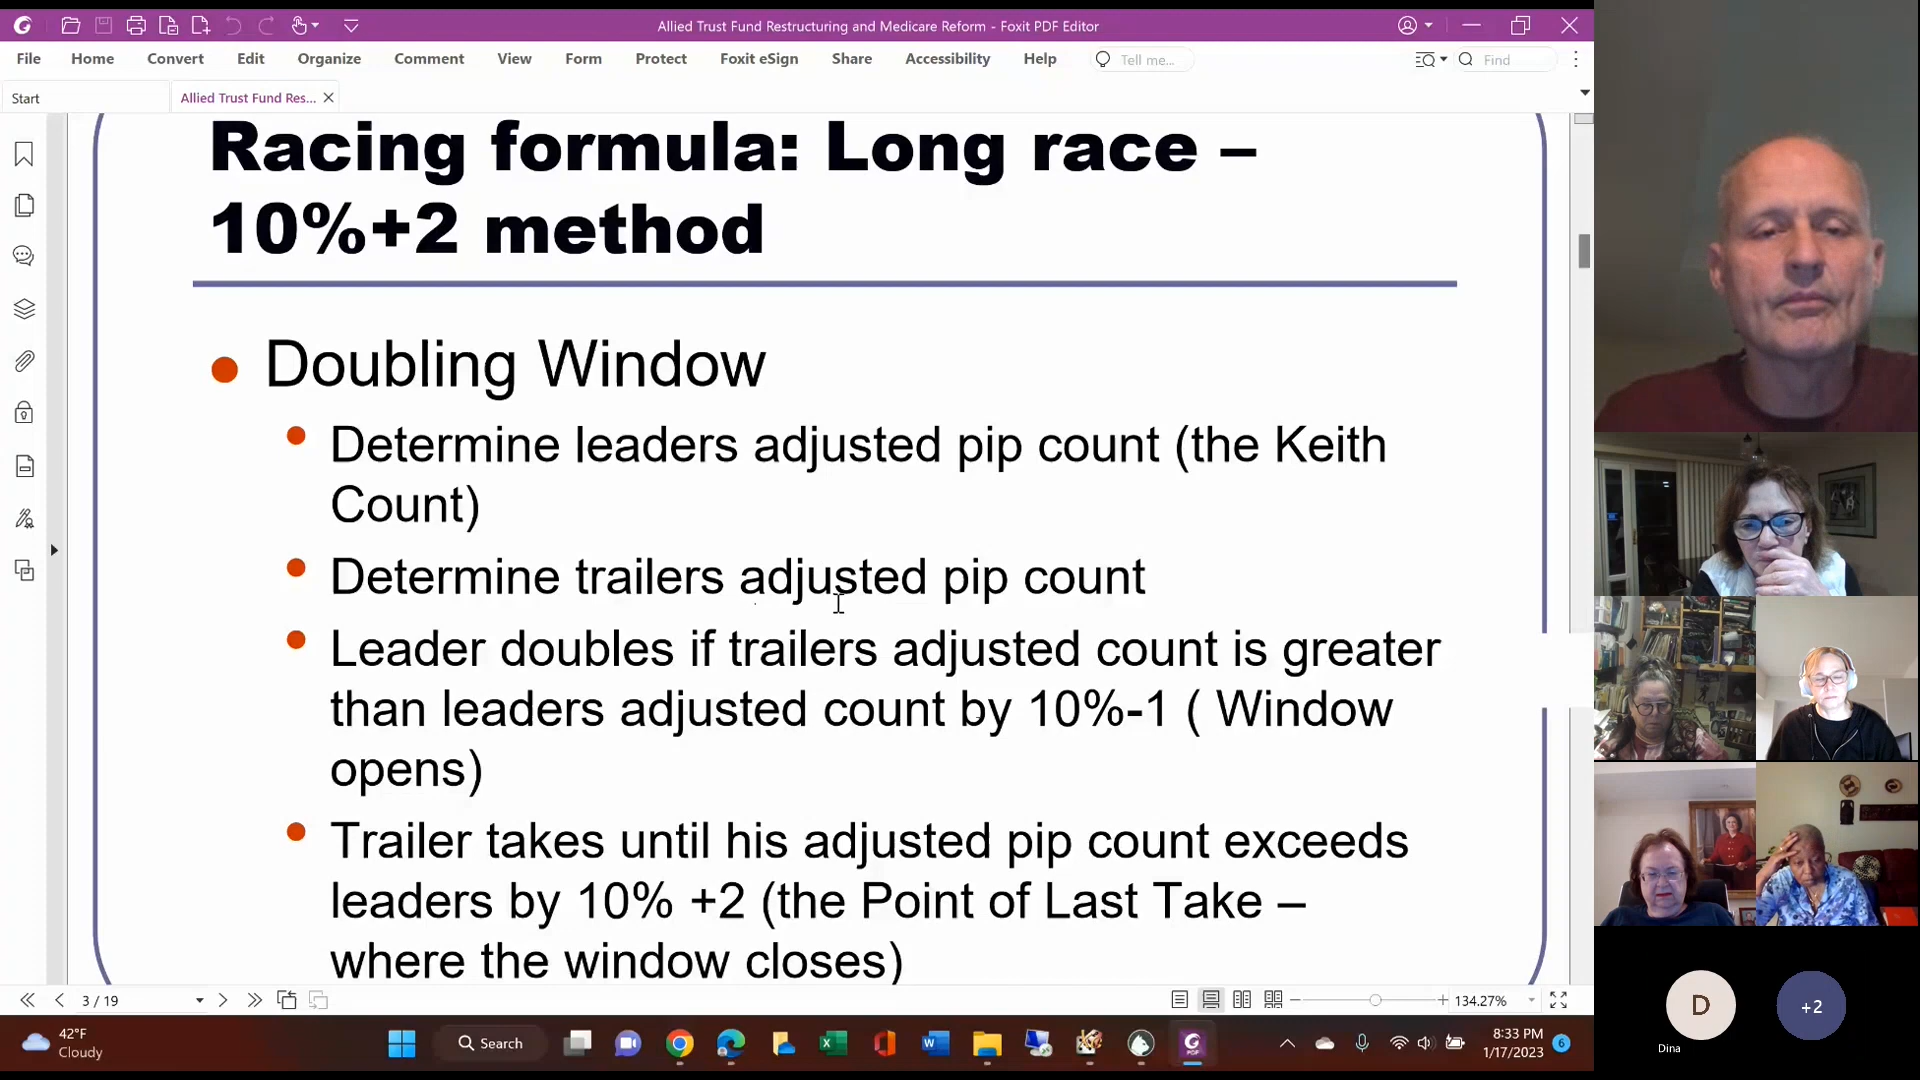 Allied Trust Fund Restructuring and Medicare Reform - Foxit PDF Editor
File Home Convert Edit Organize Comment View Form Protect Foxit eSign Share Accessibility Help Tell me... Find
Start Allied Trust Fund Res...
Racing formula: Long race –
10%+2 method
Doubling Window
Determine leaders adjusted pip count (the Keith
Count)
Determine trailers adjusted pip count
Leader doubles if trailers adjusted count is greater
than leaders adjusted count by 10%-1 ( Window
opens)
Trailer takes until his adjusted pip count exceeds
leaders by 10% +2 (the Point of Last Take –
where the window closes)
3 / 19 134.27%
D +2
Dina
42°F
Cloudy
Search
8:33 PM
1/17/2023
6